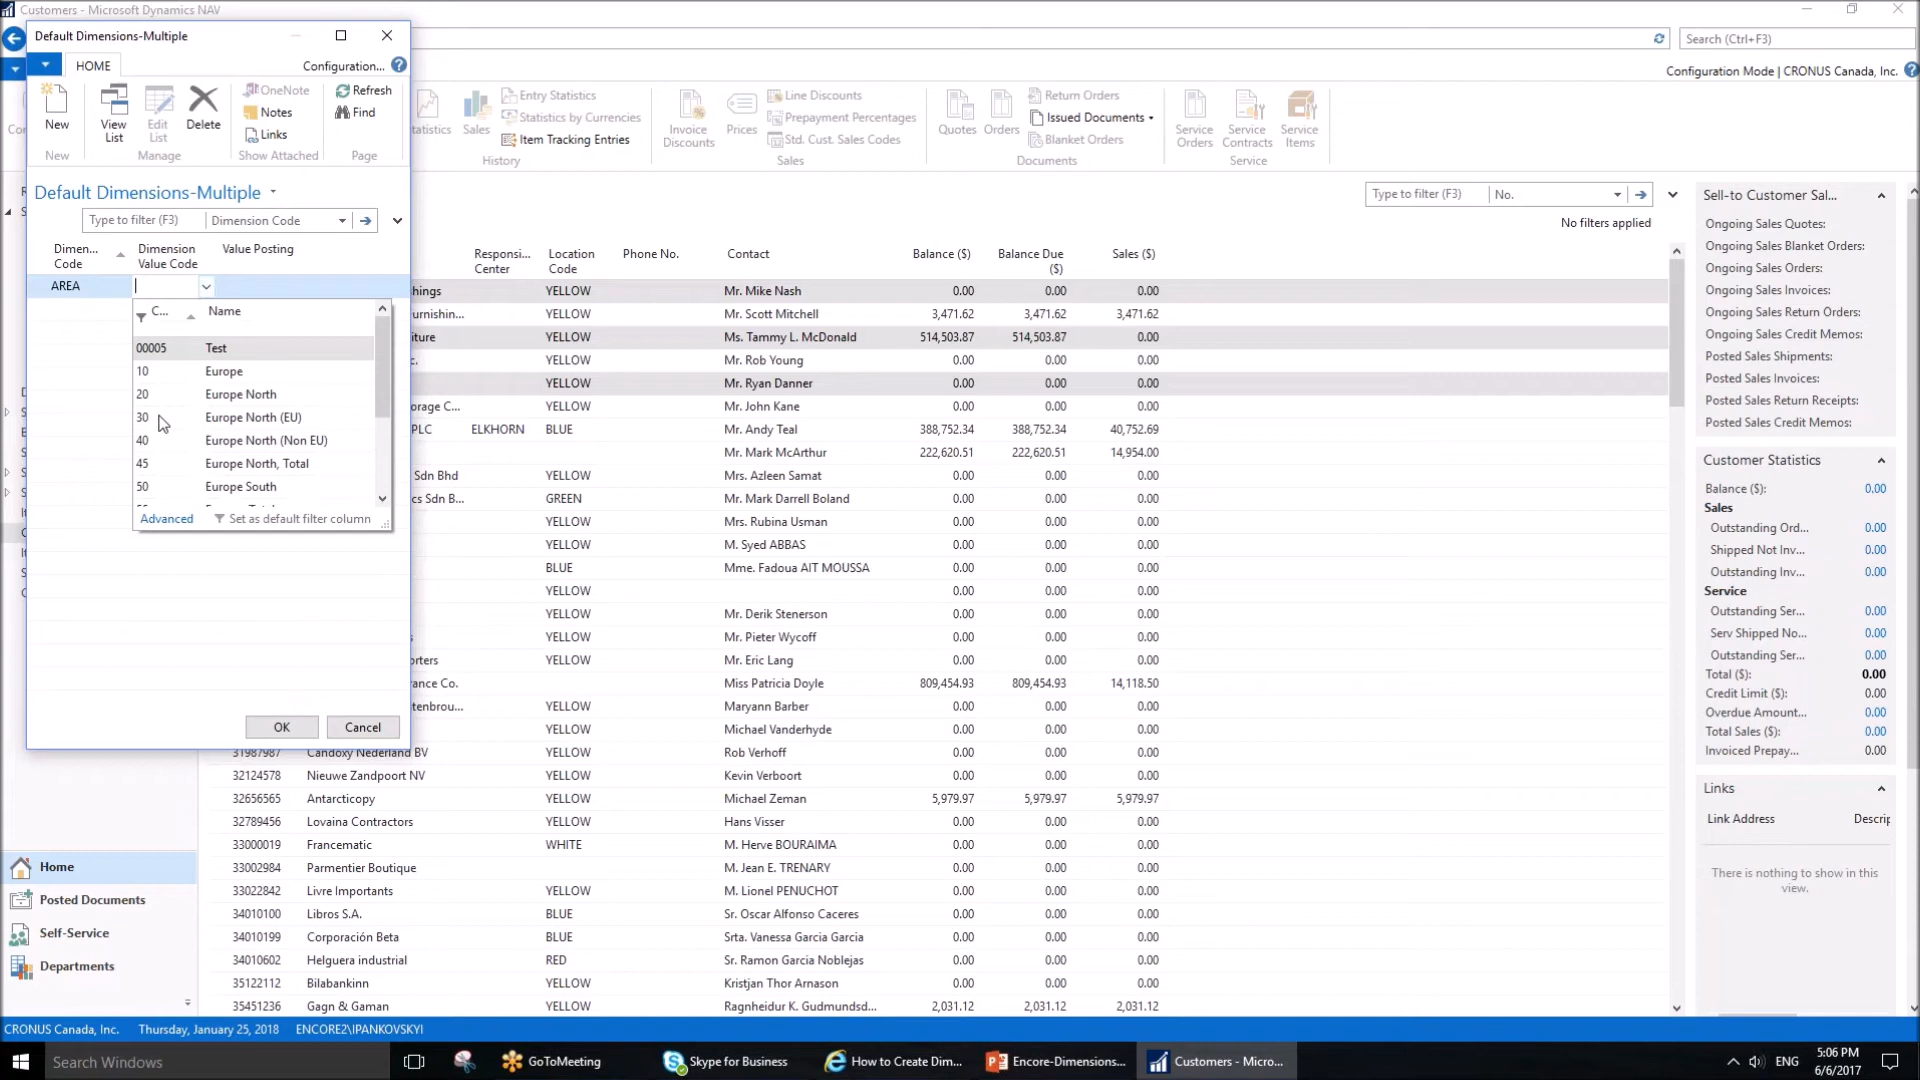 Customers - Microsoft Dynamics NAV
Default Dimensions-Multiple
Search (Ctrl+F3)
HOME
Configuration...
Configuration Mode | CRONUS Canada, Inc.
New
View List
Edit List
Delete
OneNote
Notes
Links
Refresh
Find
New
Manage
Show Attached
Page
Sales
Entry Statistics
Statistics by Currencies
Item Tracking Entries
History
Invoice Discounts
Prices
Line Discounts
Prepayment Percentages
Std. Cust. Sales Codes
Sales
Quotes
Orders
Return Orders
Issued Documents
Blanket Orders
Documents
Service Orders
Service Contracts
Service Items
Service
Default Dimensions-Multiple
Type to filter (F3)
Dimension Code
Dimen... Code
Dimension Value Code
Value Posting
AREA
C... Name
00005 Test
10 Europe
20 Europe North
30 Europe North (EU)
40 Europe North (Non EU)
45 Europe North, Total
50 Europe South
Advanced
Set as default filter column
OK
Cancel
Type to filter (F3)
No.
No filters applied
Responsi... Center
Location Code
Phone No.
Contact
Balance ($)
Balance Due ($)
Sales ($)
hings YELLOW Mr. Mike Nash 0.00 0.00 0.00
urnishin... YELLOW Mr. Scott Mitchell 3,471.62 3,471.62 3,471.62
iture YELLOW Ms. Tammy L. McDonald 514,503.87 514,503.87 0.00
c. YELLOW Mr. Rob Young 0.00 0.00 0.00
YELLOW Mr. Ryan Danner 0.00 0.00 0.00
orage C... YELLOW Mr. John Kane 0.00 0.00 0.00
PLC ELKHORN BLUE Mr. Andy Teal 388,752.34 388,752.34 40,752.69
Mr. Mark McArthur 222,620.51 222,620.51 14,954.00
Sdn Bhd YELLOW Mrs. Azleen Samat 0.00 0.00 0.00
cs Sdn B... GREEN Mr. Mark Darrell Boland 0.00 0.00 0.00
YELLOW Mrs. Rubina Usman 0.00 0.00 0.00
YELLOW M. Syed ABBAS 0.00 0.00 0.00
BLUE Mme. Fadoua AIT MOUSSA 0.00 0.00 0.00
YELLOW 0.00 0.00 0.00
YELLOW Mr. Derik Stenerson 0.00 0.00 0.00
s YELLOW Mr. Pieter Wycoff 0.00 0.00 0.00
orters YELLOW Mr. Eric Lang 0.00 0.00 0.00
rance Co. Miss Patricia Doyle 809,454.93 809,454.93 14,118.50
tenbrou... YELLOW Maryann Barber 0.00 0.00 0.00
YELLOW Michael Vanderhyde 0.00 0.00 0.00
31987987 Candoxy Nederland BV YELLOW Rob Verhoff 0.00 0.00 0.00
32124578 Nieuwe Zandpoort NV YELLOW Kevin Verboort 0.00 0.00 0.00
32656565 Antarcticopy YELLOW Michael Zeman 5,979.97 5,979.97 5,979.97
32789456 Lovaina Contractors YELLOW Hans Visser 0.00 0.00 0.00
33000019 Francematic WHITE M. Herve BOURAIMA 0.00 0.00 0.00
33002984 Parmentier Boutique M. Jean E. TRENARY 0.00 0.00 0.00
33022842 Livre Importants YELLOW M. Lionel PENUCHOT 0.00 0.00 0.00
34010100 Libros S.A. BLUE Sr. Oscar Alfonso Caceres 0.00 0.00 0.00
34010199 Corporación Beta BLUE Srta. Vanessa Garcia Garcia 0.00 0.00 0.00
34010602 Helguera industrial RED Sr. Ramon Garcia Noblejas 0.00 0.00 0.00
35122112 Bilabankinn YELLOW Kristjan Thor Arnason 0.00 0.00 0.00
35451236 Gagn & Gaman YELLOW Ragnheidur K. Gudmundsd... 2,031.12 2,031.12 2,031.12
Sell-to Customer Sal...
Ongoing Sales Quotes:
Ongoing Sales Blanket Orders:
Ongoing Sales Orders:
Ongoing Sales Invoices:
Ongoing Sales Return Orders:
Ongoing Sales Credit Memos:
Posted Sales Shipments:
Posted Sales Invoices:
Posted Sales Return Receipts:
Posted Sales Credit Memos:
Customer Statistics
Balance ($): 0.00
Sales
Outstanding Ord... 0.00
Shipped Not Inv... 0.00
Outstanding Inv... 0.00
Service
Outstanding Ser... 0.00
Serv Shipped No... 0.00
Outstanding Ser... 0.00
Total ($): 0.00
Credit Limit ($): 0.00
Overdue Amount... 0.00
Total Sales ($): 0.00
Invoiced Prepay... 0.00
Links
Link Address Descrip
There is nothing to show in this view.
Home
Posted Documents
Self-Service
Departments
CRONUS Canada, Inc. Thursday, January 25, 2018 ENCORE2\IPANKOVSKYI
Search Windows
GoToMeeting
Skype for Business
How to Create Dim...
Encore-Dimensions...
Customers - Micro...
ENG
5:06 PM
6/6/2017